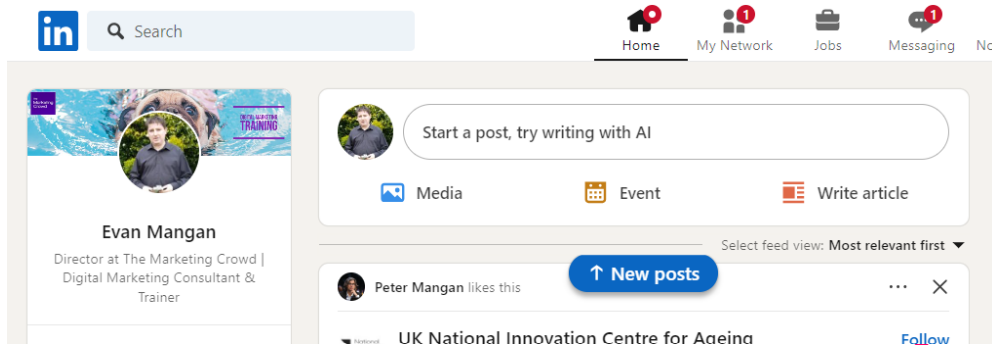 in
Search
1
1
Home
My Network
Jobs
Messaging
No
The
Marketing
Crowd
DIGITAL MARKETING
TRAINING
Start a post, try writing with AI
Media
Event
Write article
Evan Mangan
Director at The Marketing Crowd |
Digital Marketing Consultant &
Trainer
Select feed view: Most relevant first
New posts
Peter Mangan likes this
National
UK National Innovation Centre for Ageing
Follow